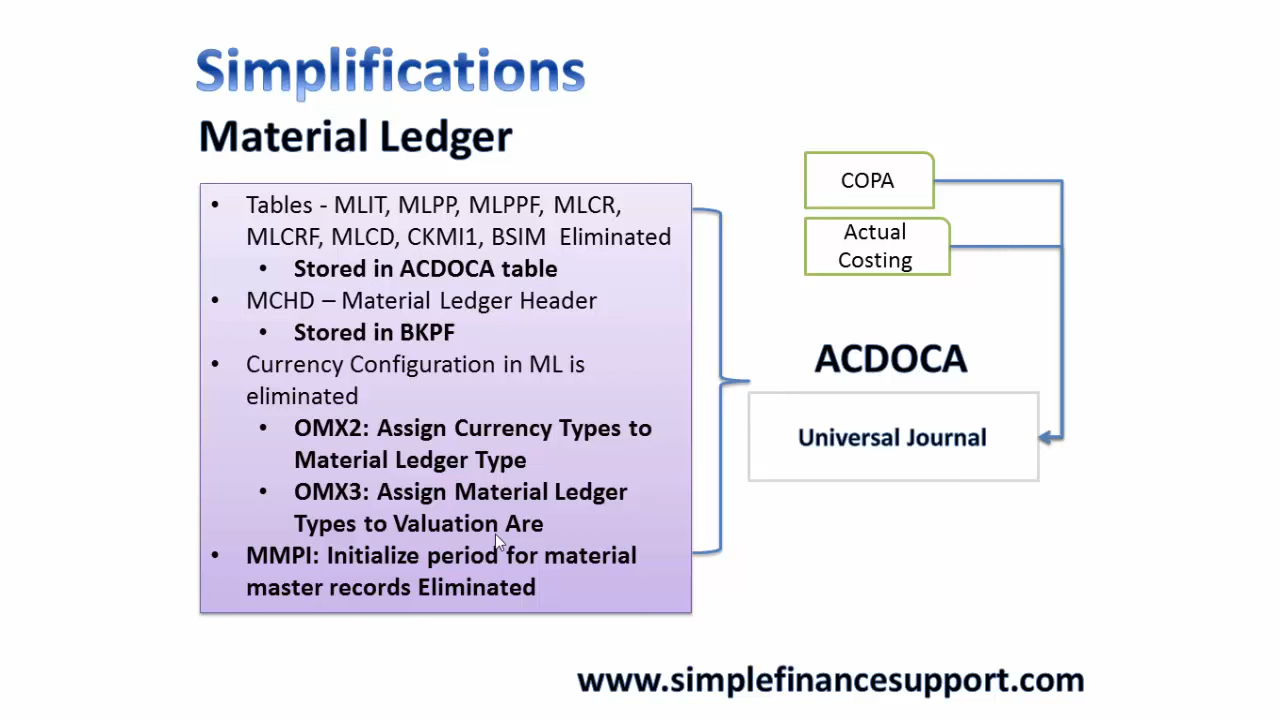 Simplifications
Material Ledger
• Tables - MLIT, MLPP, MLPPF, MLCR,
MLCRF, MLCD, CKMI1, BSIM Eliminated
• Stored in ACDOCA table
• MCHD – Material Ledger Header
• Stored in BKPF
• Currency Configuration in ML is
eliminated
• OMX2: Assign Currency Types to
Material Ledger Type
• OMX3: Assign Material Ledger
Types to Valuation Are
• MMPI: Initialize period for material
master records Eliminated
COPA
Actual
Costing
ACDOCA
Universal Journal
www.simplefinancesupport.com